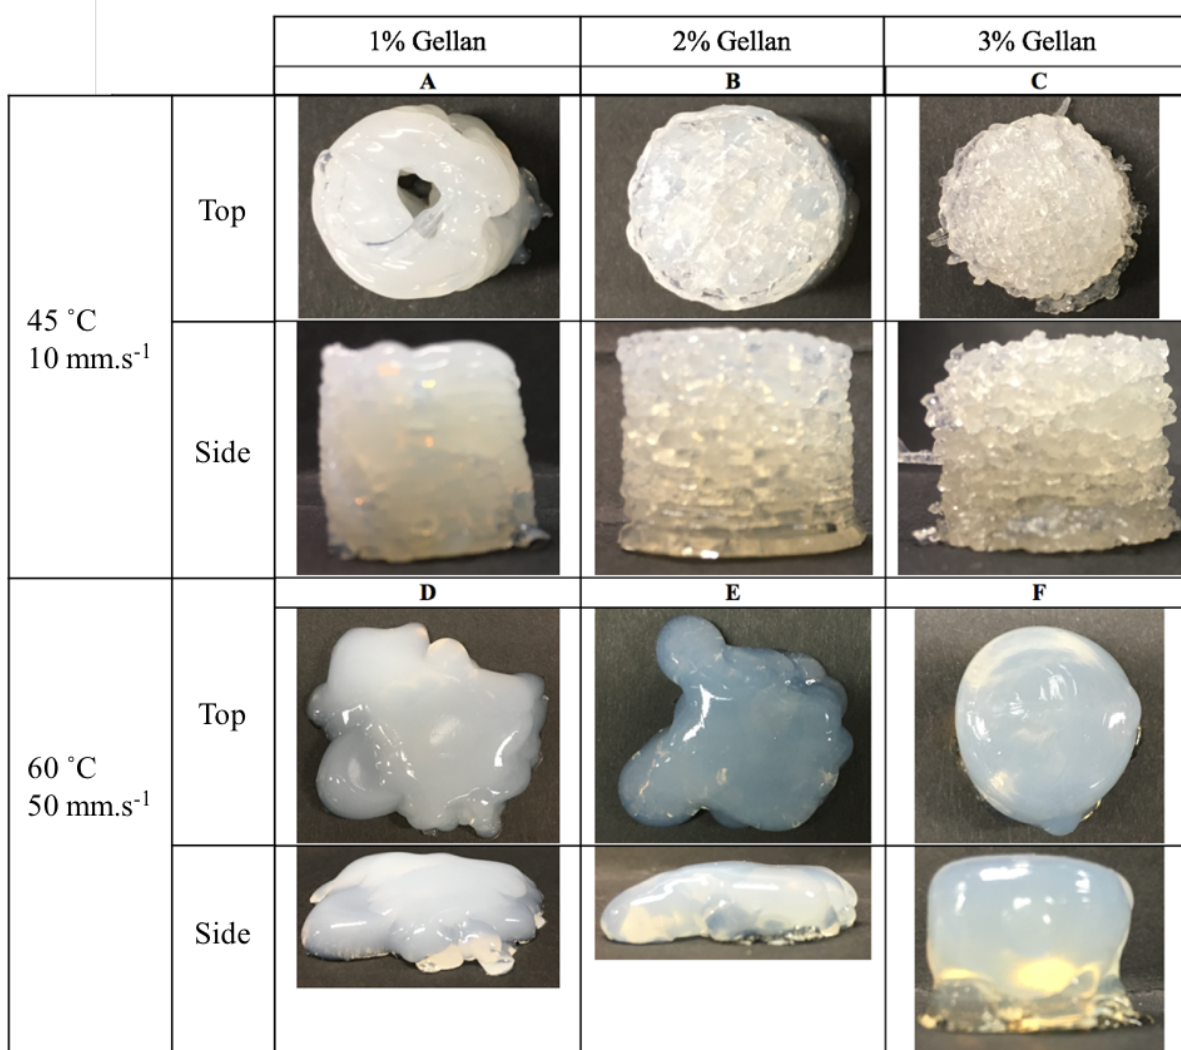 1% Gellan
2% Gellan
3% Gellan
A
B
C
45 ˚C
10 mm.s-1
Top
Side
D
E
F
60 ˚C
50 mm.s-1
Top
Side